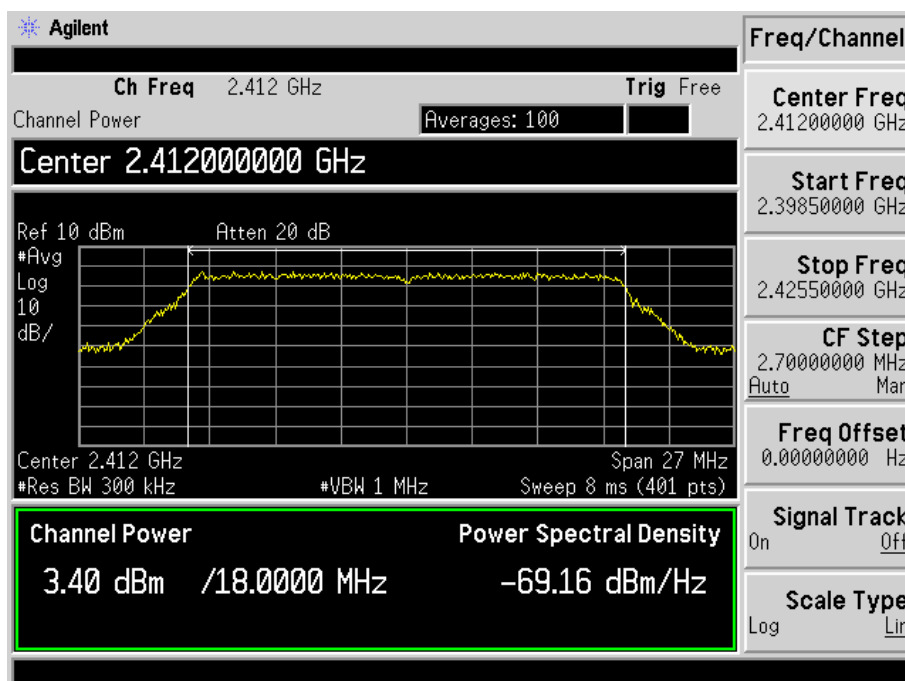 Agilent
Ch Freq 2.412 GHz Trig Free
Channel Power Averages: 100
Center 2.412000000 GHz
Ref 10 dBm Atten 20 dB
#Avg
Log
10
dB/
Center 2.412 GHz Span 27 MHz
#Res BW 300 kHz #VBW 1 MHz Sweep 8 ms (401 pts)
Channel Power Power Spectral Density
3.40 dBm /18.0000 MHz -69.16 dBm/Hz
Freq/Channel
Center Freq
2.41200000 GHz
Start Freq
2.39850000 GHz
Stop Freq
2.42550000 GHz
CF Step
2.70000000 MHz
Auto Man
Freq Offset
0.00000000 Hz
Signal Track
On Off
Scale Type
Log Lin